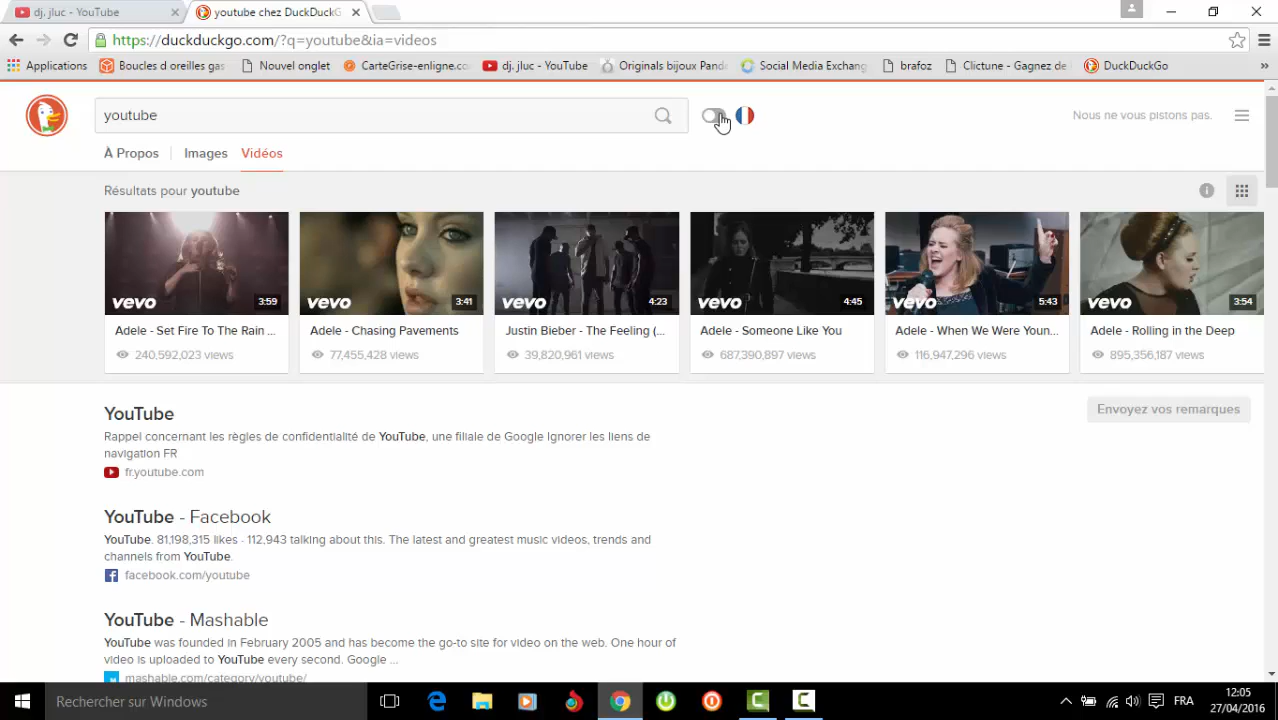 dj. jluc - YouTube
youtube chez DuckDuckG
https://duckduckgo.com/?q=youtube&ia=videos
Applications
Boucles d oreilles gas
Nouvel onglet
CarteGrise-enligne.co
dj. jluc - YouTube
Originals bijoux Panda
Social Media Exchang
brafoz
Clictune - Gagnez de
DuckDuckGo
»
youtube
Nous ne vous pistons pas.
À Propos
Images
Vidéos
Résultats pour youtube
vevo 3:59
vevo 3:41
vevo 4:23
vevo 4:45
vevo 5:43
vevo 3:54
Adele - Set Fire To The Rain ...
Adele - Chasing Pavements
Justin Bieber - The Feeling (...
Adele - Someone Like You
Adele - When We Were Youn...
Adele - Rolling in the Deep
240,592,023 views
77,455,428 views
39,820,961 views
687,390,897 views
116,947,296 views
895,356,187 views
YouTube
Envoyez vos remarques
Rappel concernant les règles de confidentialité de YouTube, une filiale de Google Ignorer les liens de
navigation FR
fr.youtube.com
YouTube - Facebook
YouTube. 81,198,315 likes · 112,943 talking about this. The latest and greatest music videos, trends and
channels from YouTube.
facebook.com/youtube
YouTube - Mashable
YouTube was founded in February 2005 and has become the go-to site for video on the web. One hour of
video is uploaded to YouTube every second. Google ...
mashable.com/category/youtube/
Rechercher sur Windows
FRA
12:05
27/04/2016